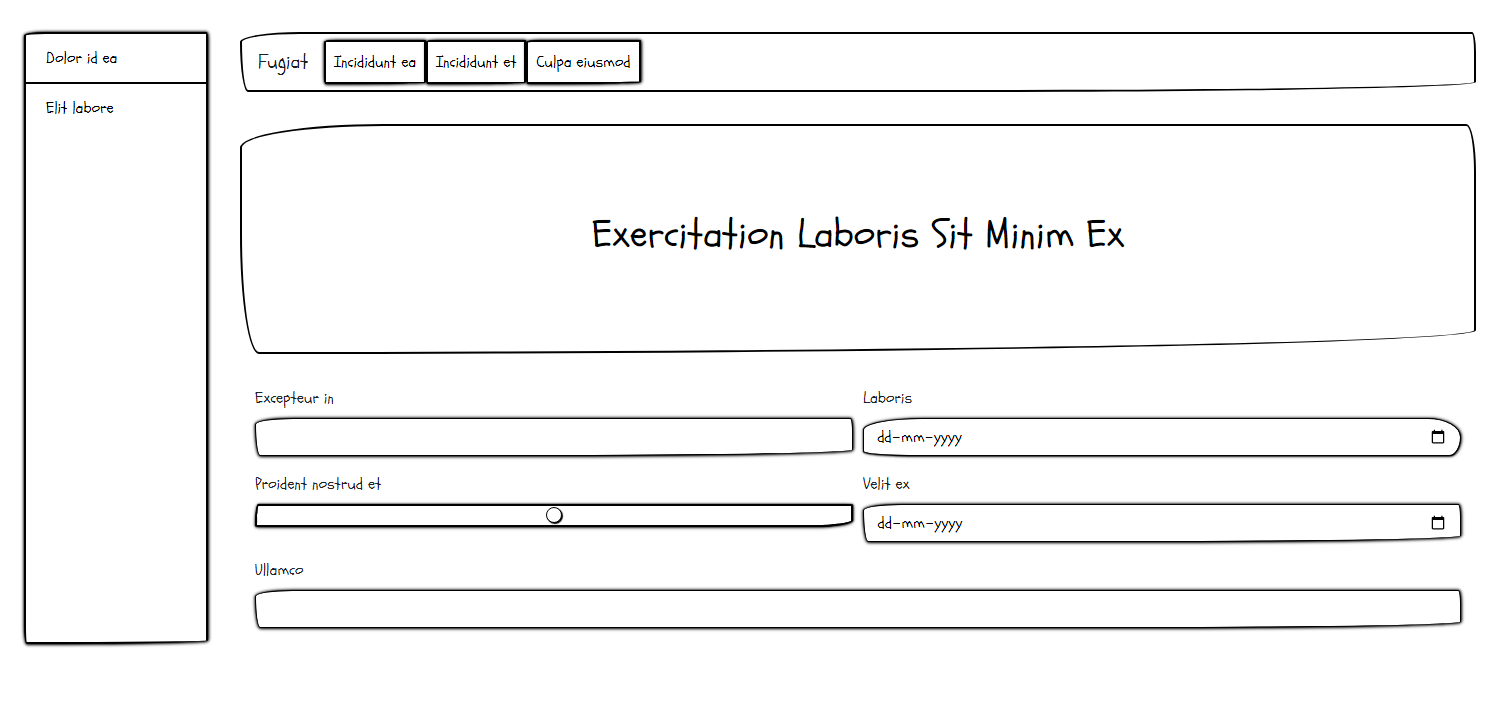 Dolor id ea
Elit labore
Fugiat
Incididunt ea
Incididunt et
Culpa eiusmod
Exercitation Laboris Sit Minim Ex
Excepteur in
Laboris
dd-mm-yyyy
Proident nostrud et
Velit ex
dd-mm-yyyy
Ullamco